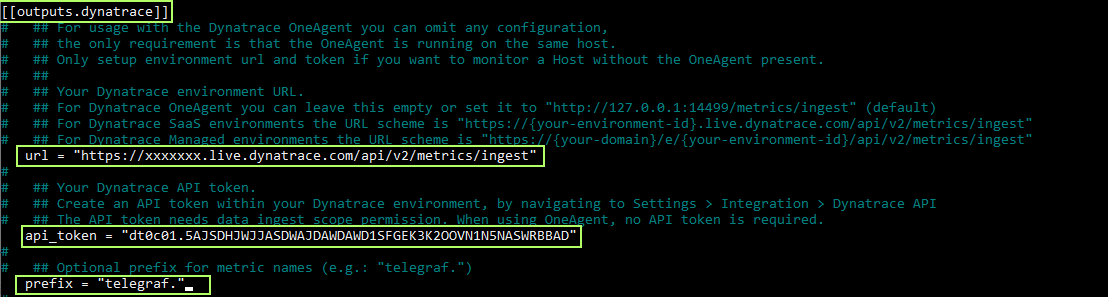 [[outputs.dynatrace]]
#   ## For usage with the Dynatrace OneAgent you can omit any configuration,
#   ## the only requirement is that the OneAgent is running on the same host.
#   ## Only setup environment url and token if you want to monitor a Host without the OneAgent present.
#   ##
#   ## Your Dynatrace environment URL.
#   ## For Dynatrace OneAgent you can leave this empty or set it to "http://127.0.0.1:14499/metrics/ingest" (default)
#   ## For Dynatrace SaaS environments the URL scheme is "https://{your-environment-id}.live.dynatrace.com/api/v2/metrics/ingest"
#   ## For Dynatrace Managed environments the URL scheme is "https://{your-domain}/e/{your-environment-id}/api/v2/metrics/ingest"
url = "https://xxxxxxx.live.dynatrace.com/api/v2/metrics/ingest"
#
#   ## Your Dynatrace API token.
#   ## Create an API token within your Dynatrace environment, by navigating to Settings > Integration > Dynatrace API
#   ## The API token needs data ingest scope permission. When using OneAgent, no API token is required.
api_token = "dt0c01.5AJSDHJWJJASDWAJDAWDAWD1SFGEK3K2OOVN1N5NASWRBBAD"
#
#   ## Optional prefix for metric names (e.g.: "telegraf.")
prefix = "telegraf."